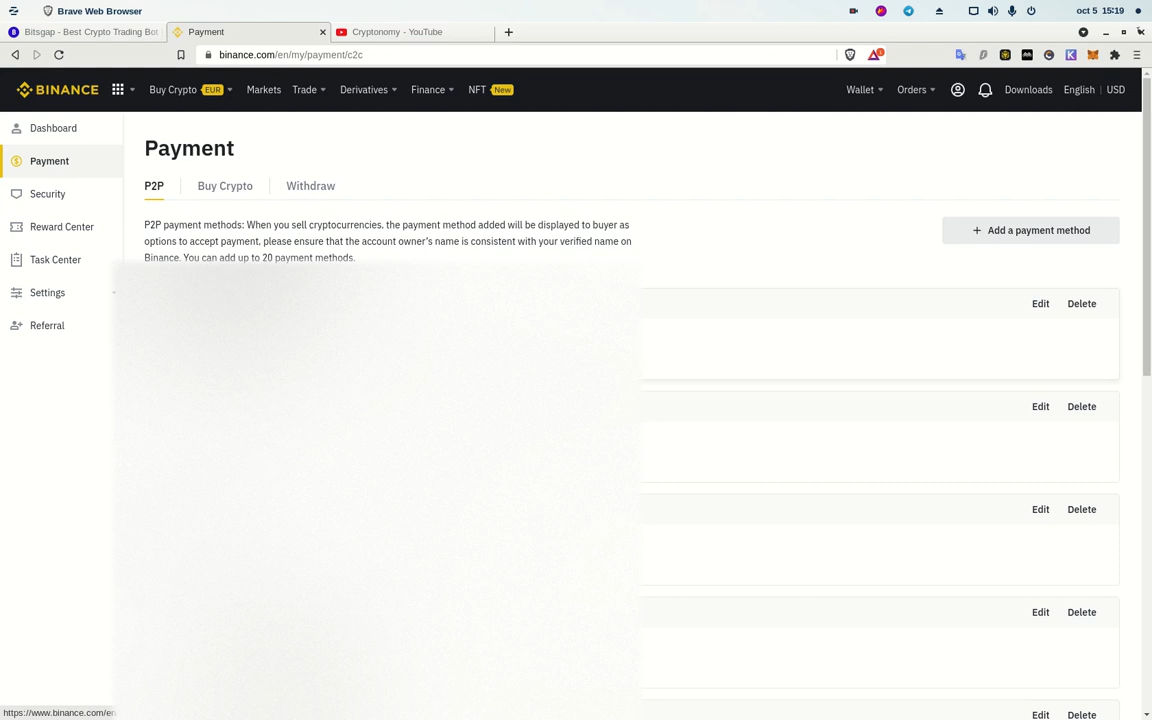 Brave Web Browser
oct 5 15:19
Bitsgap - Best Crypto Trading Bot
Payment
Cryptonomy - YouTube
binance.com/en/my/payment/c2c
1
BINANCE
Buy Crypto EUR
Markets
Trade
Derivatives
Finance
NFT New
Wallet
Orders
Downloads
English | USD
Dashboard
Payment
Security
Reward Center
Task Center
Settings
Referral
Payment
P2P
Buy Crypto
Withdraw
P2P payment methods: When you sell cryptocurrencies, the payment method added will be displayed to buyer as
options to accept payment, please ensure that the account owner's name is consistent with your verified name on
Binance. You can add up to 20 payment methods.
+ Add a payment method
Edit Delete
Edit Delete
Edit Delete
Edit Delete
Edit Delete
https://www.binance.com/en